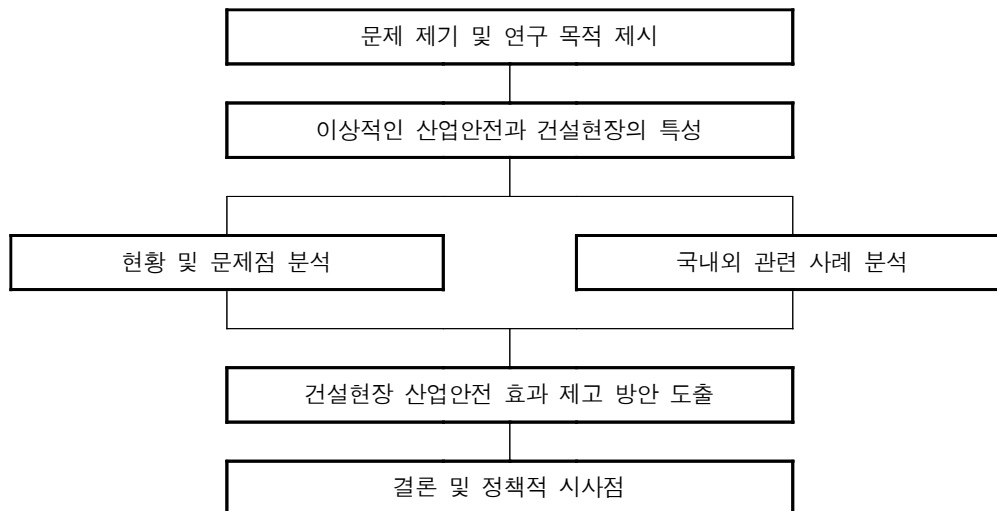 문제 제기 및 연구 목적 제시
이상적인 산업안전과 건설현장의 특성
현황 및 문제점 분석
국내외 관련 사례 분석
건설현장 산업안전 효과 제고 방안 도출
결론 및 정책적 시사점